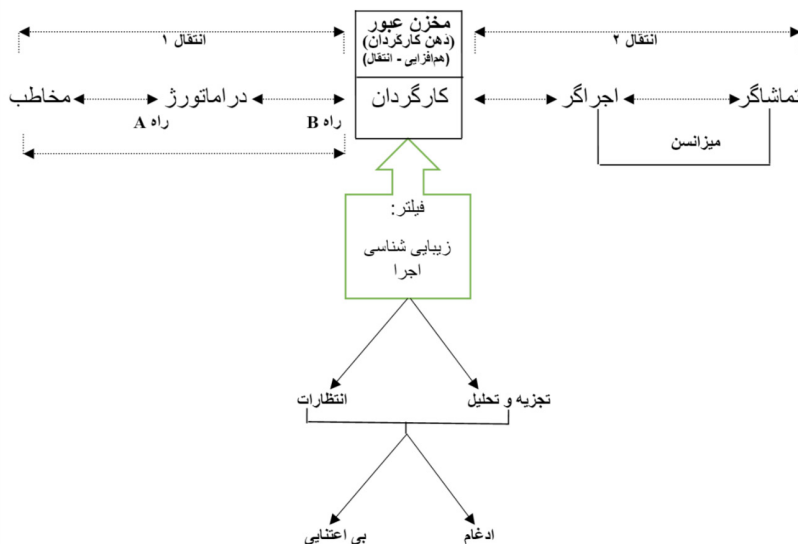 مخزن عبور
(ذهن کارگردان)
(هم‌افزایی - انتقال)
انتقال ۱
انتقال ۲
مخاطب
دراماتورژ
کارگردان
اجراگر
تماشاگر
راه A
راه B
میزانسن
فیلتر:
زیبایی شناسی
اجرا
انتظارات
تجزیه و تحلیل
بی اعتنایی
ادغام